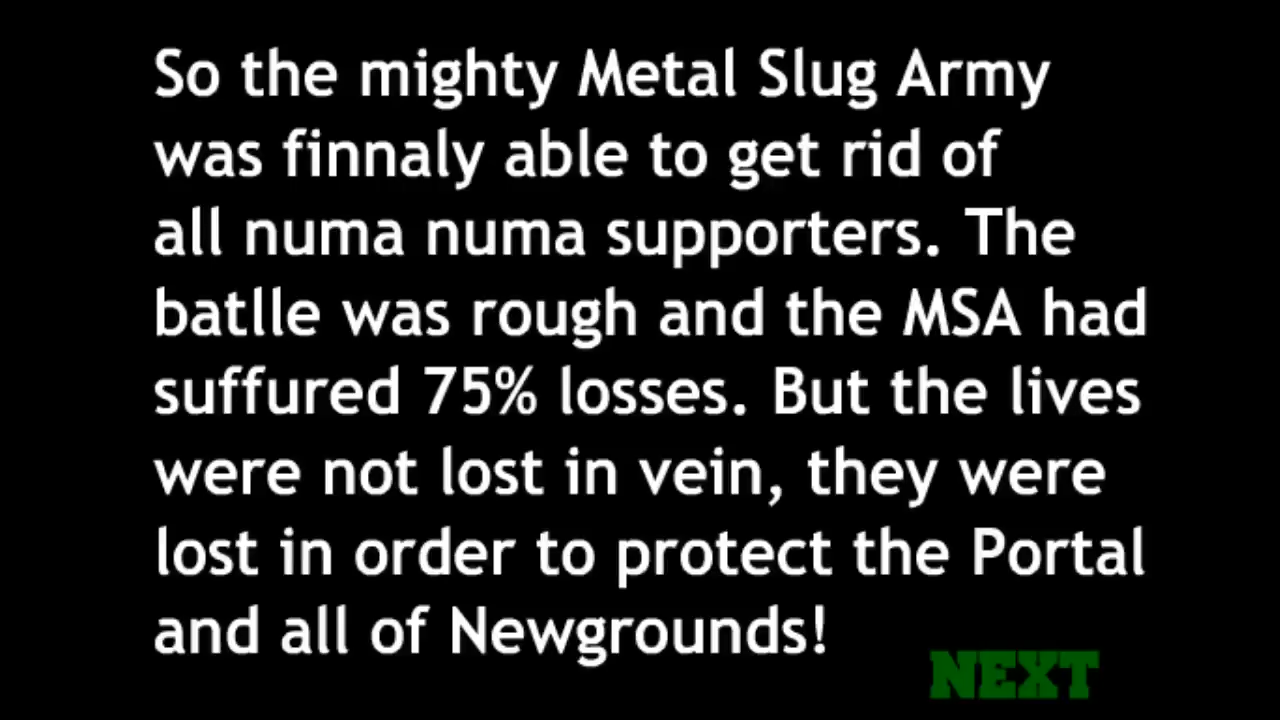 So the mighty Metal Slug Army
was finnaly able to get rid of
all numa numa supporters. The
batlle was rough and the MSA had
suffured 75% losses. But the lives
were not lost in vein, they were
lost in order to protect the Portal
and all of Newgrounds!
NEXT